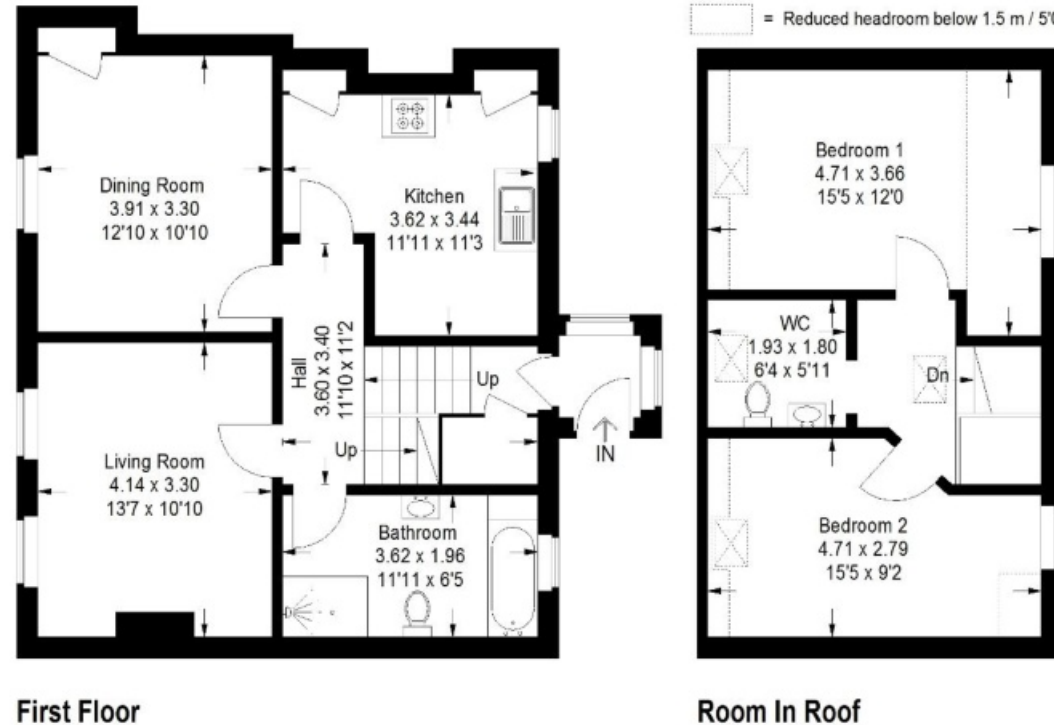 = Reduced headroom below 1.5 m / 5'0
Dining Room
3.91 x 3.30
12'10 x 10'10
Kitchen
3.62 x 3.44
11'11 x 11'3
Hall
3.60 x 3.40
11'10 x 11'2
Up
Up
IN
Living Room
4.14 x 3.30
13'7 x 10'10
Bathroom
3.62 x 1.96
11'11 x 6'5
Bedroom 1
4.71 x 3.66
15'5 x 12'0
WC
1.93 x 1.80
6'4 x 5'11
Dn
Bedroom 2
4.71 x 2.79
15'5 x 9'2
First Floor
Room In Roof